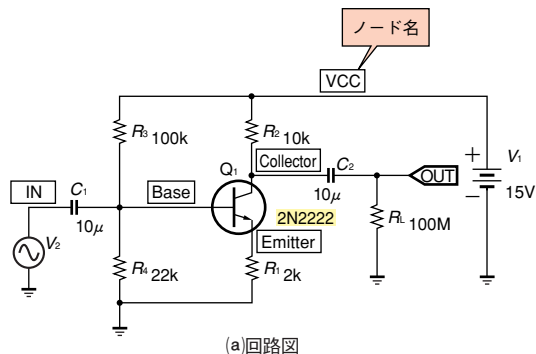 ノード名
VCC
R3 100k
R2 10k
Q1
Collector
C2
10μ
OUT
V1
15V
IN
C1
10μ
Base
2N2222
Emitter
RL 100M
V2
R4 22k
R1 2k
(a)回路図